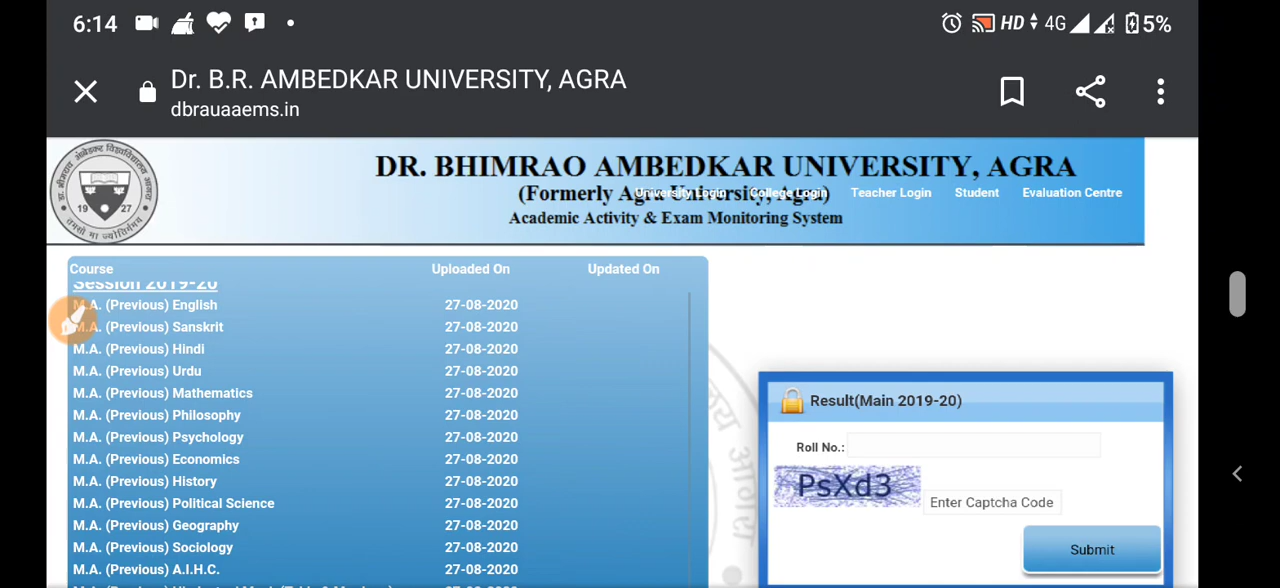 6:14
HD 4G 5%
Dr. B.R. AMBEDKAR UNIVERSITY, AGRA
dbrauaaems.in
DR. BHIMRAO AMBEDKAR UNIVERSITY, AGRA
(Formerly Agra University, Agra)
University Login College Login Teacher Login Student Evaluation Centre
Academic Activity & Exam Monitoring System
19 27
Course Uploaded On Updated On
Session 2019-20
M.A. (Previous) English 27-08-2020
M.A. (Previous) Sanskrit 27-08-2020
M.A. (Previous) Hindi 27-08-2020
M.A. (Previous) Urdu 27-08-2020
M.A. (Previous) Mathematics 27-08-2020
M.A. (Previous) Philosophy 27-08-2020
M.A. (Previous) Psychology 27-08-2020
M.A. (Previous) Economics 27-08-2020
M.A. (Previous) History 27-08-2020
M.A. (Previous) Political Science 27-08-2020
M.A. (Previous) Geography 27-08-2020
M.A. (Previous) Sociology 27-08-2020
M.A. (Previous) A.I.H.C. 27-08-2020
Result(Main 2019-20)
Roll No.:
PsXd3
Enter Captcha Code
Submit